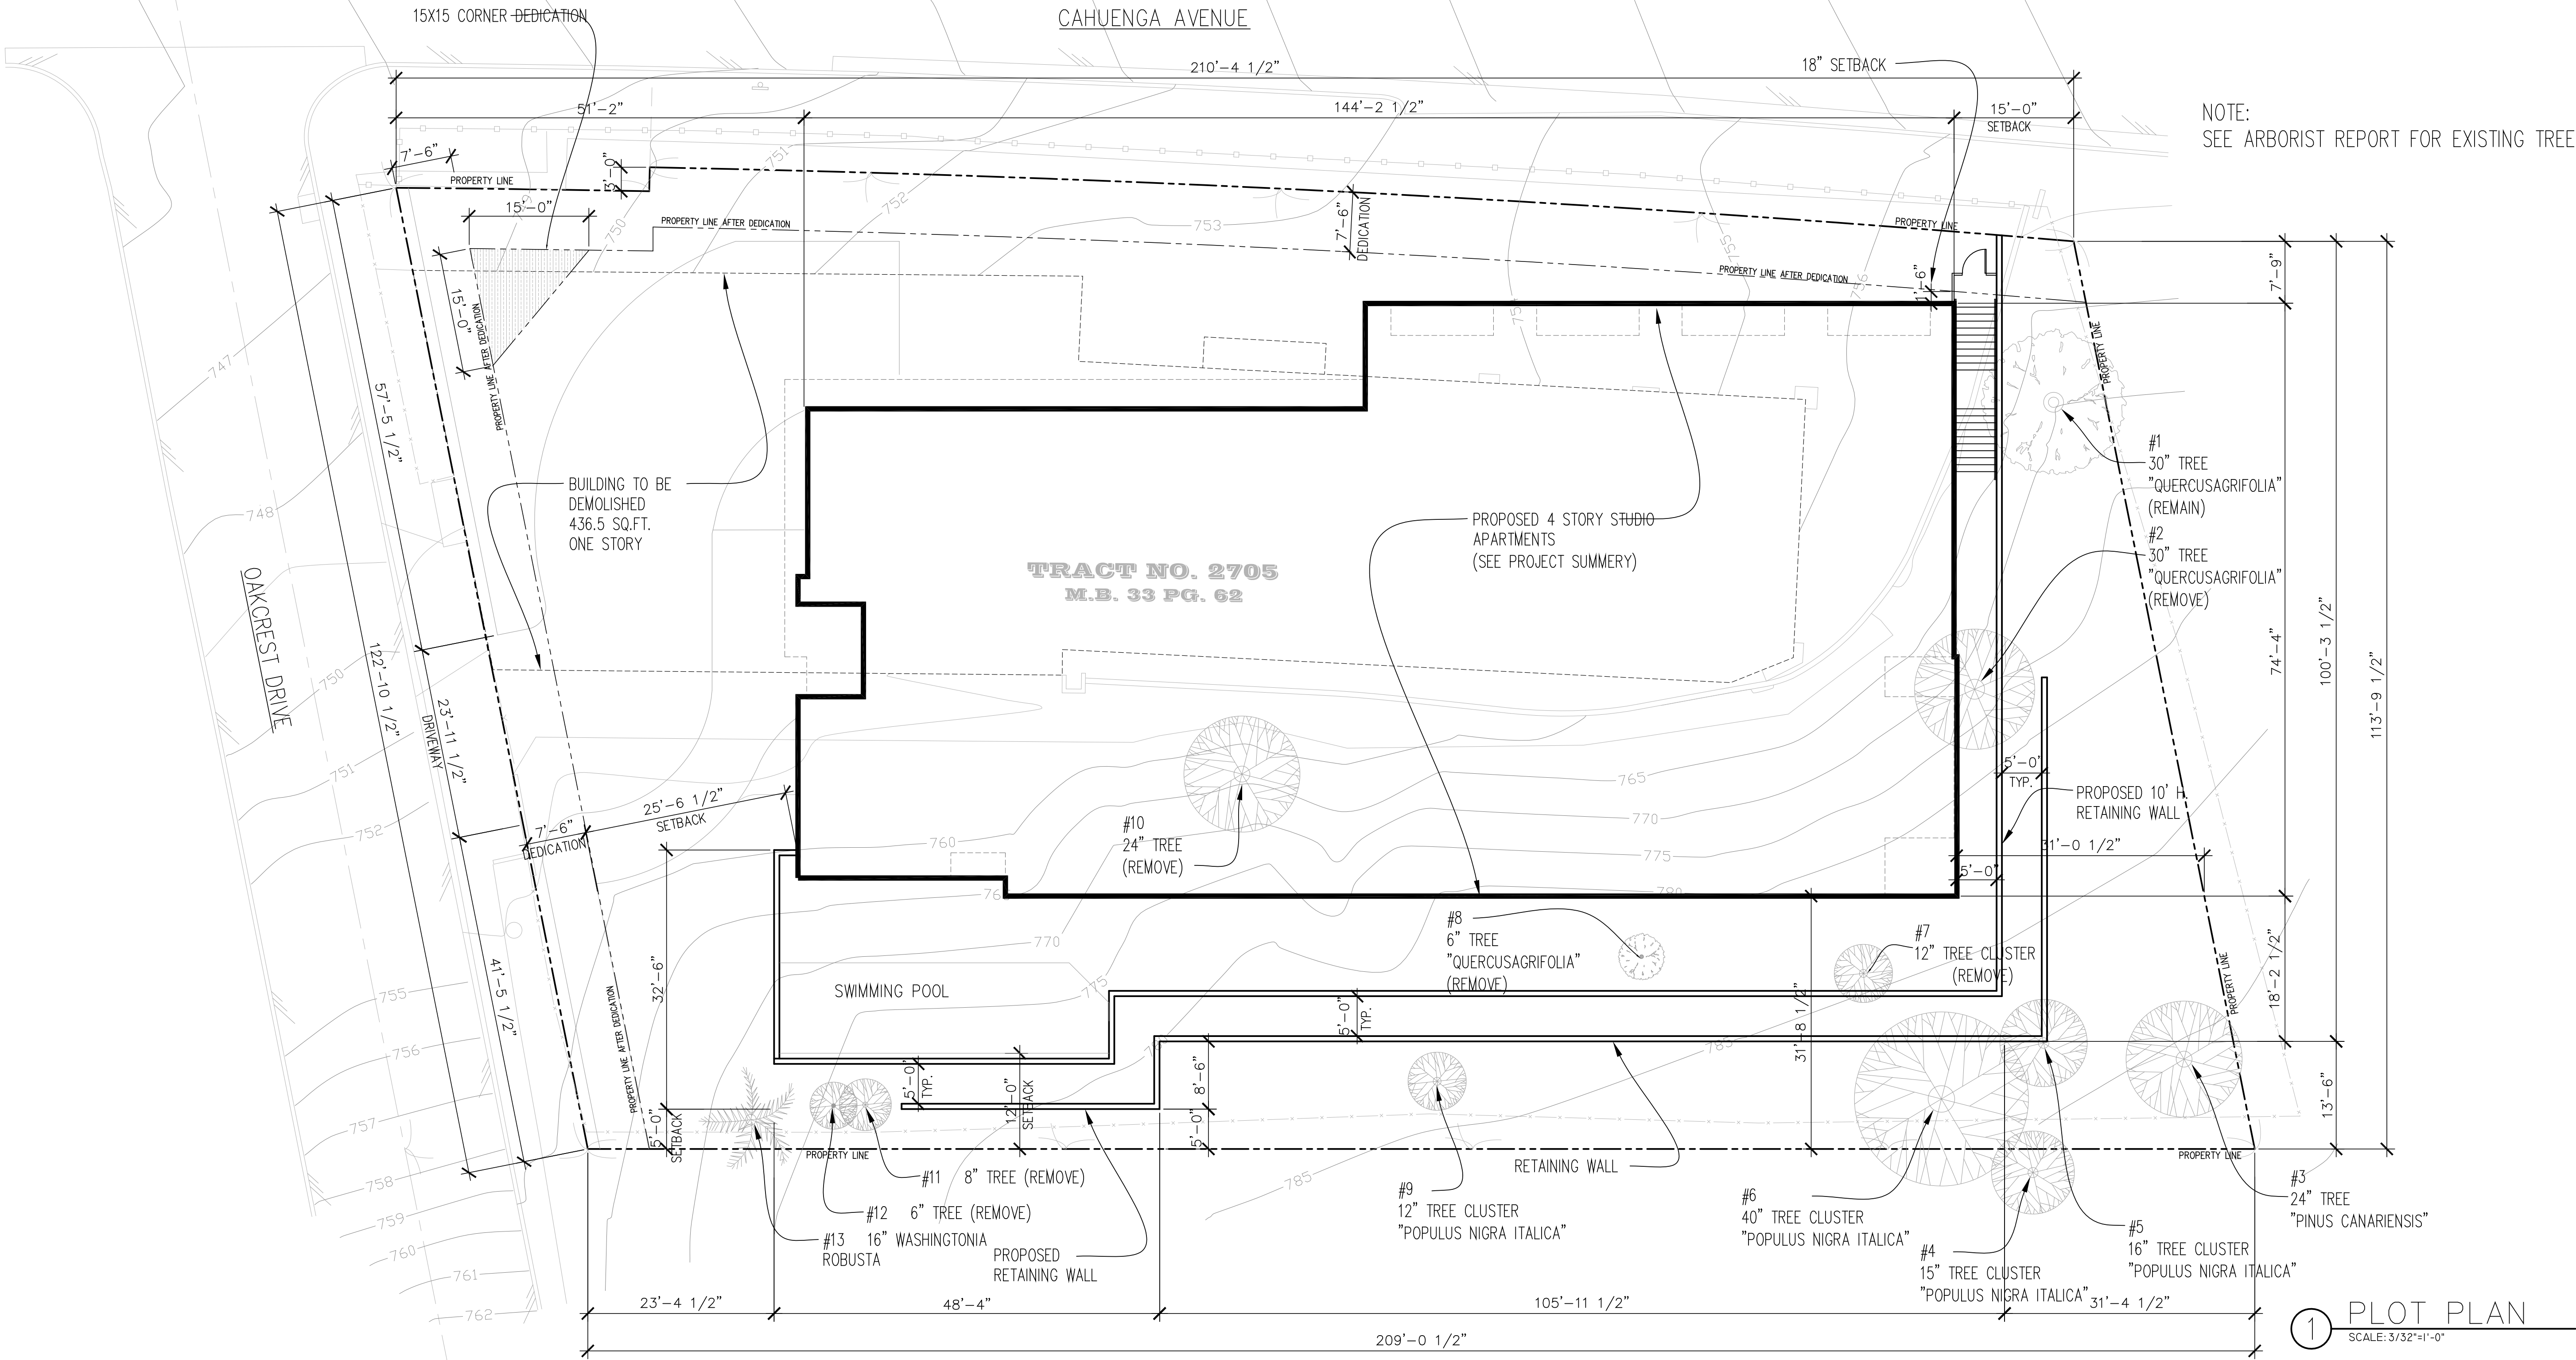 15X15 CORNER DEDICATION
CAHUENGA AVENUE
210'-4 1/2"
18" SETBACK
51'-2"
144'-2 1/2"
15'-0"
SETBACK
NOTE:
SEE ARBORIST REPORT FOR EXISTING TREE
7'-6"
3'-0"
PROPERTY LINE
15'-0"
750
751
752
753
PROPERTY LINE AFTER DEDICATION
7'-6"
DEDICATION
PROPERTY LINE
PROPERTY LINE AFTER DEDICATION
755
756
1'-6"
7'-9"
15'-0"
PROPERTY LINE AFTER DEDICATION
PROPERTY LINE
747
57'-5 1/2"
748
BUILDING TO BE
DEMOLISHED
436.5 SQ.FT.
ONE STORY
PROPOSED 4 STORY STUDIO
APARTMENTS
(SEE PROJECT SUMMERY)
TRACT NO. 2705
M.B. 33 PG. 62
#1
30" TREE
"QUERCUSAGRIFOLIA"
(REMAIN)
#2
30" TREE
"QUERCUSAGRIFOLIA"
(REMOVE)
OAKCREST DRIVE
122'-10 1/2"
23'-11 1/2"
DRIVEWAY
74'-4"
100'-3 1/2"
113'-9 1/2"
750
751
752
765
770
775
780
5'-0"
TYP.
PROPOSED 10' H.
RETAINING WALL
25'-6 1/2"
SETBACK
7'-6"
DEDICATION
760
#10
24" TREE
(REMOVE)
31'-0 1/2"
5'-0"
#8
6" TREE
"QUERCUSAGRIFOLIA"
(REMOVE)
#7
12" TREE CLUSTER
(REMOVE)
770
775
32'-6"
41'-5 1/2"
SWIMMING POOL
18'-2 1/2"
PROPERTY LINE
755
756
757
758
759
760
761
762
PROPERTY LINE AFTER DEDICATION
5'-0"
TYP.
31'-8 1/2"
785
5'-0"
TYP.
12'-0"
SETBACK
8'-6"
13'-6"
5'-0"
SETBACK
5'-0"
PROPERTY LINE
RETAINING WALL
PROPERTY LINE
785
#11 8" TREE (REMOVE)
#12 6" TREE (REMOVE)
#13 16" WASHINGTONIA
ROBUSTA
PROPOSED
RETAINING WALL
#9
12" TREE CLUSTER
"POPULUS NIGRA ITALICA"
#6
40" TREE CLUSTER
"POPULUS NIGRA ITALICA"
#4
15" TREE CLUSTER
"POPULUS NIGRA ITALICA"
#5
16" TREE CLUSTER
"POPULUS NIGRA ITALICA"
#3
24" TREE
"PINUS CANARIENSIS"
23'-4 1/2"
48'-4"
105'-11 1/2"
31'-4 1/2"
209'-0 1/2"
1
PLOT PLAN
SCALE: 3/32"=1'-0"